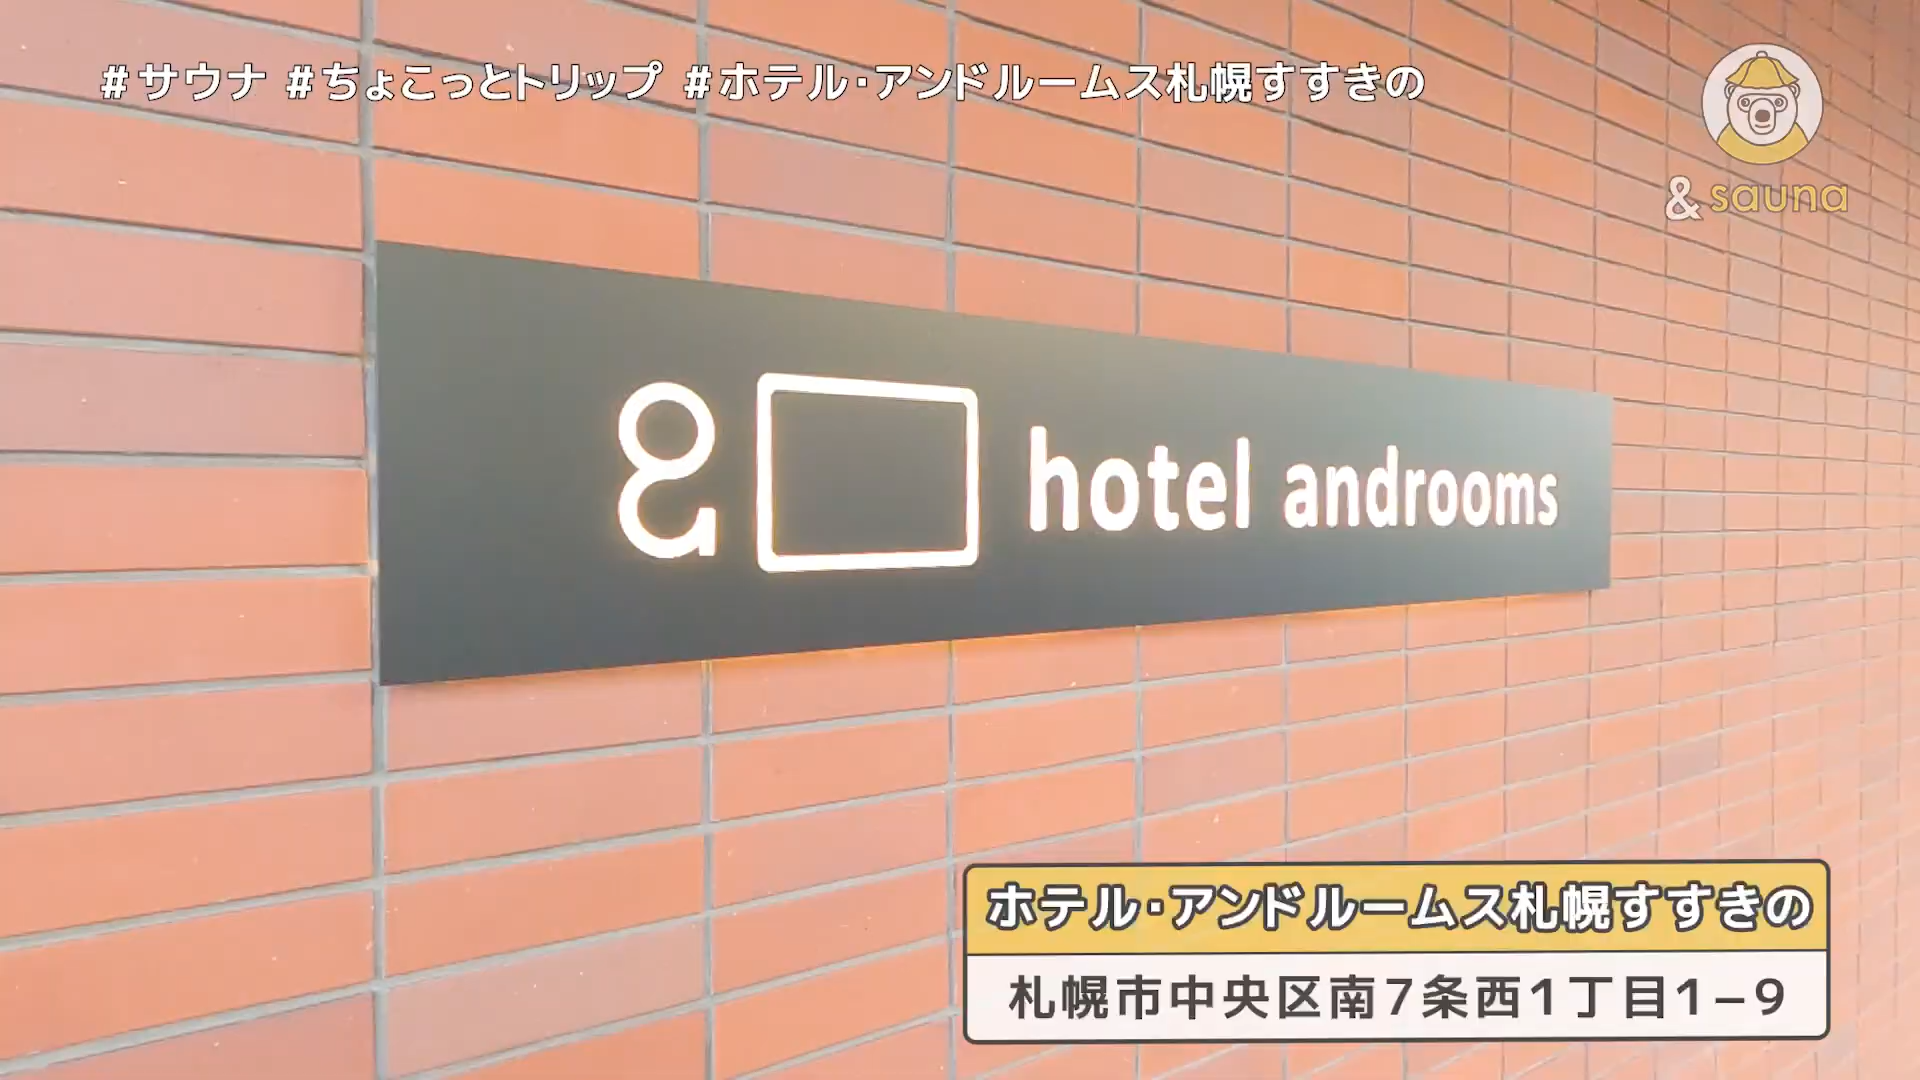 #サウナ #ちょこっとトリップ #ホテル・アンドルームス札幌すすきの
& sauna
& hotel androoms
ホテル・アンドルームス札幌すすきの
札幌市中央区南7条西1丁目1−9